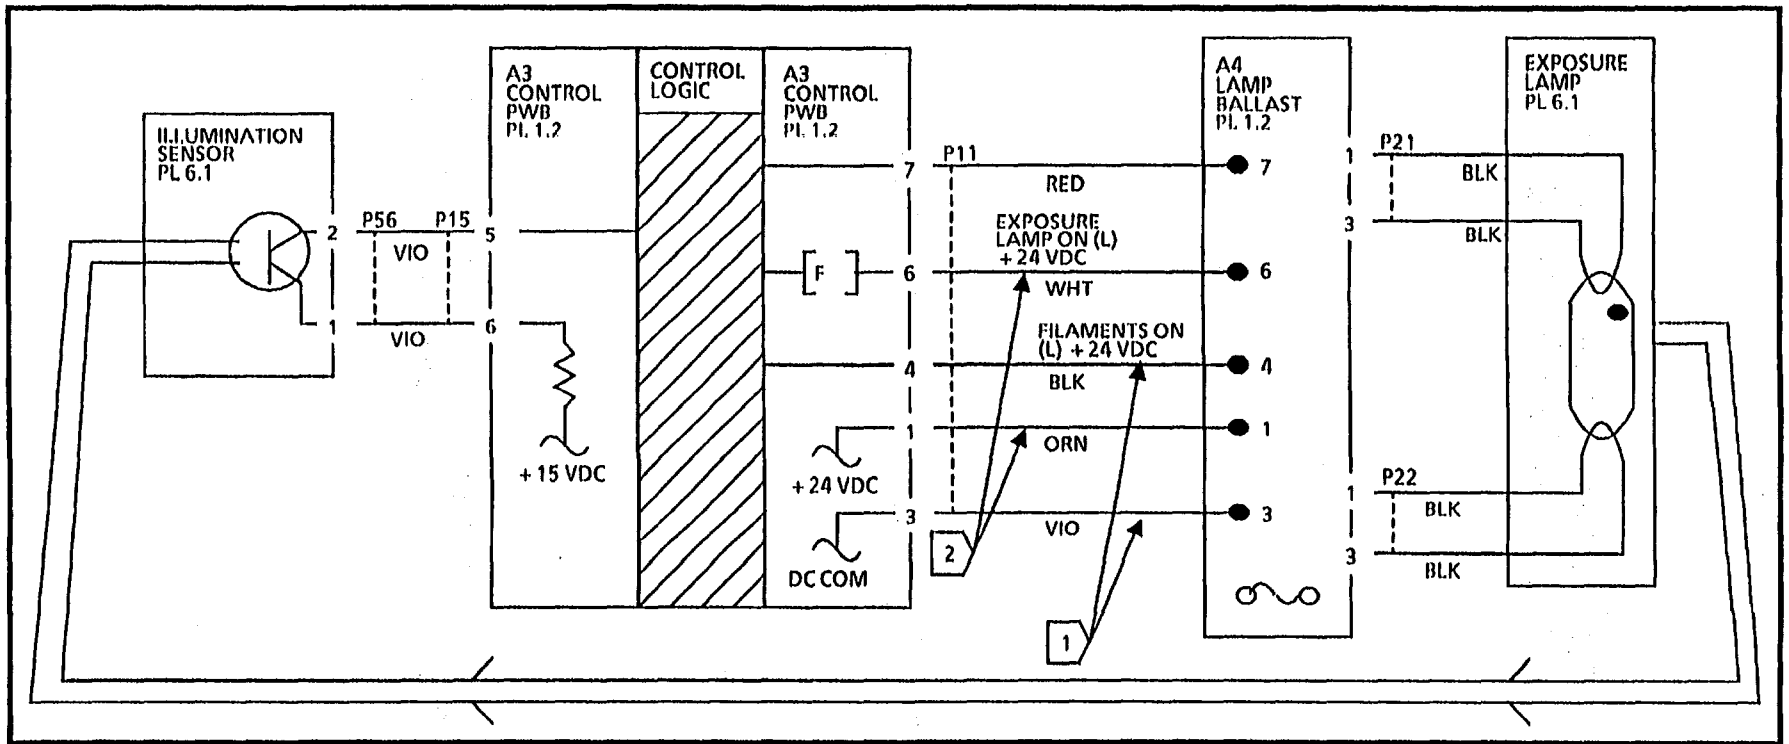 ILLUMINATION
SENSOR
PL 6.1
2
1
P56
P15
VIO
VIO
A3
CONTROL
PWB
PL 1.2
5
6
+ 15 VDC
CONTROL
LOGIC
A3
CONTROL
PWB
PL 1.2
7
F
6
4
1
+ 24 VDC
3
DC COM
P11
RED
EXPOSURE
LAMP ON (L)
+ 24 VDC
WHT
FILAMENTS ON
(L) + 24 VDC
BLK
ORN
VIO
2
1
A4
LAMP
BALLAST
PL 1.2
7
6
4
1
3
1
3
1
3
P21
BLK
BLK
P22
BLK
BLK
EXPOSURE
LAMP
PL 6.1